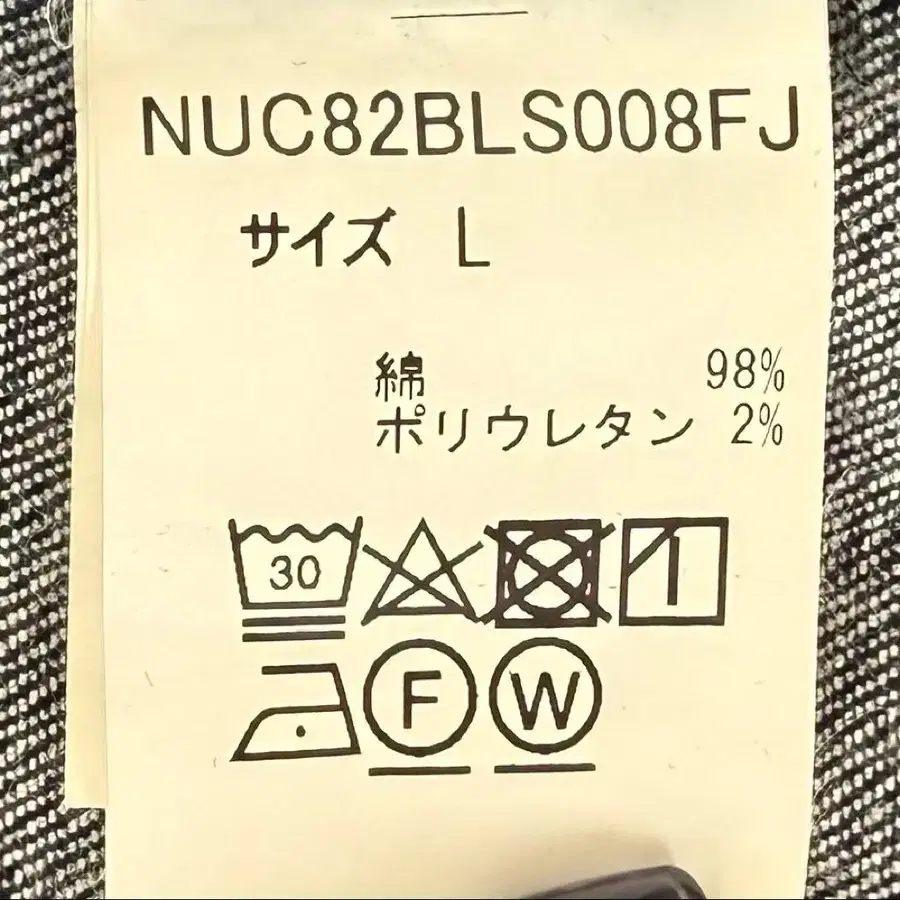 NUC82BLS008FJ
サイズ L
綿 98%
ポリウレタン 2%
30
F W